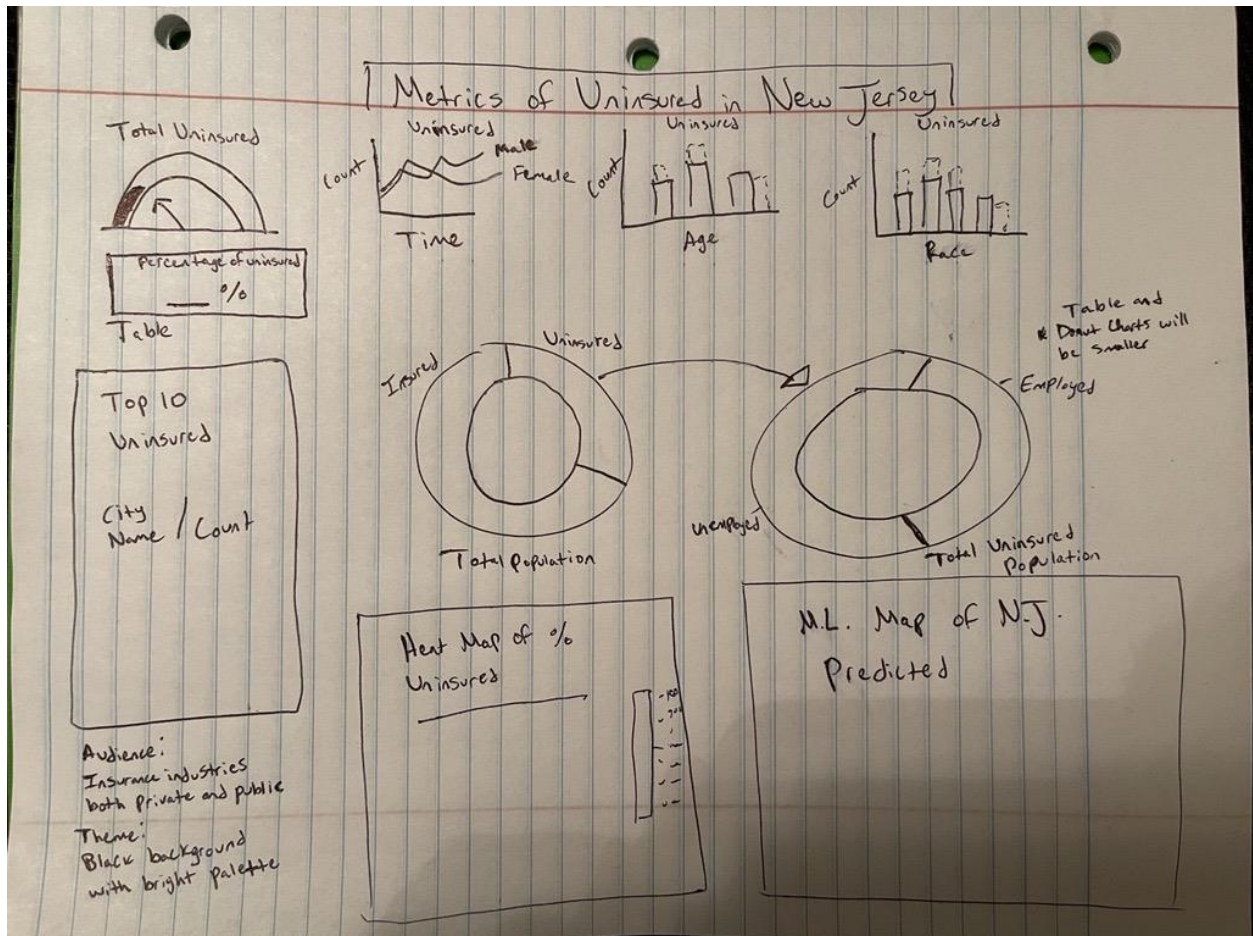 Metrics of Uninsured in New Jersey
Total Uninsured
Percentage of uninsured
%
Table
Uninsured
Count
Male
Female
Time
Uninsured
Count
Age
Uninsured
Count
Race
Table and
* Donut Charts will
be smaller
Top 10
Uninsured
City
Name / Count
Insured
Uninsured
Total Population
Employed
Unemployed
Total Uninsured
Population
Heat Map of %
Uninsured
M.L. Map of N.J.
Predicted
Audience:
Insurance industries
both private and public
Theme:
Black background
with bright palette